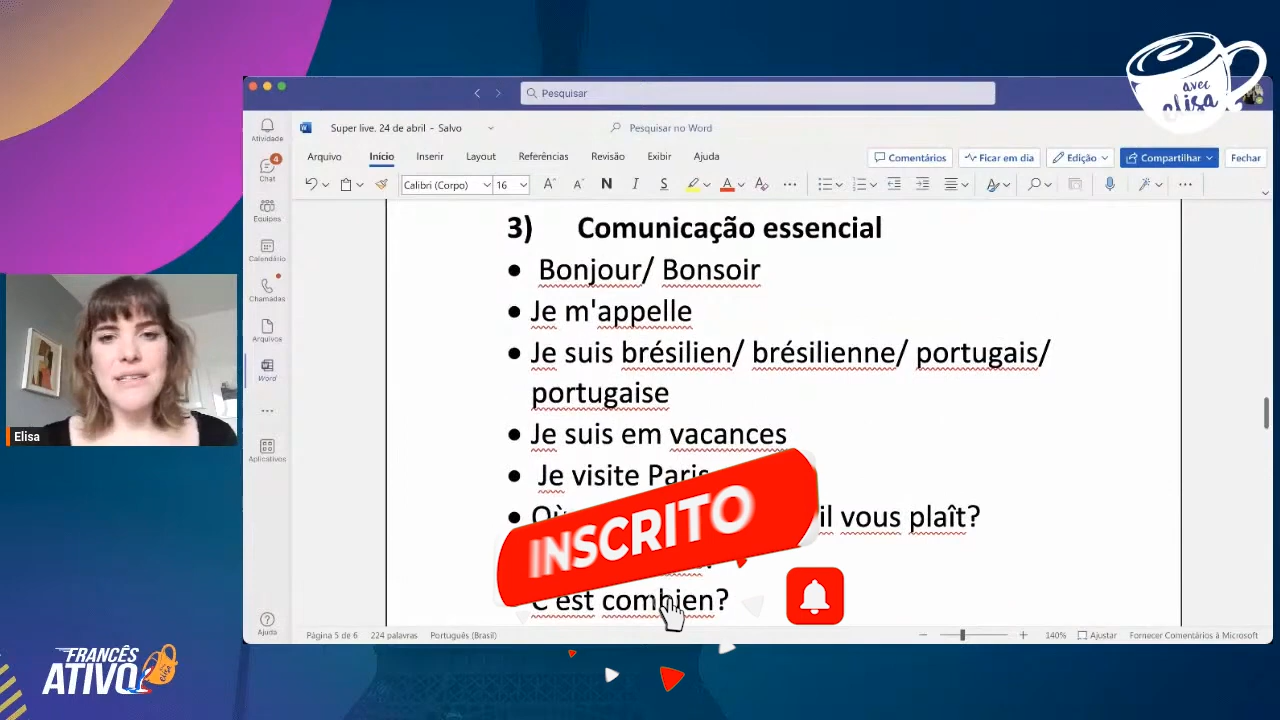 avec
elisa
Pesquisar
Super live. 24 de abril - Salvo
Pesquisar no Word
Arquivo Início Inserir Layout Referências Revisão Exibir Ajuda
Comentários Ficar em dia Edição Compartilhar Fechar
Calibri (Corpo) 16 N I S
Atividade
4
Chat
Equipes
Calendário
Chamadas
Arquivos
Word
Aplicativos
Ajuda
3) Comunicação essencial
Bonjour/ Bonsoir
Je m'appelle
Je suis brésilien/ brésilienne/ portugais/
portugaise
Je suis em vacances
Je visite Paris
Où il vous plaît?
C'est combien?
INSCRITO
Elisa
Página 5 de 6 224 palavras Português (Brasil) 140% Ajustar Fornecer Comentários à Microsoft
FRANCÊS
ATIVO